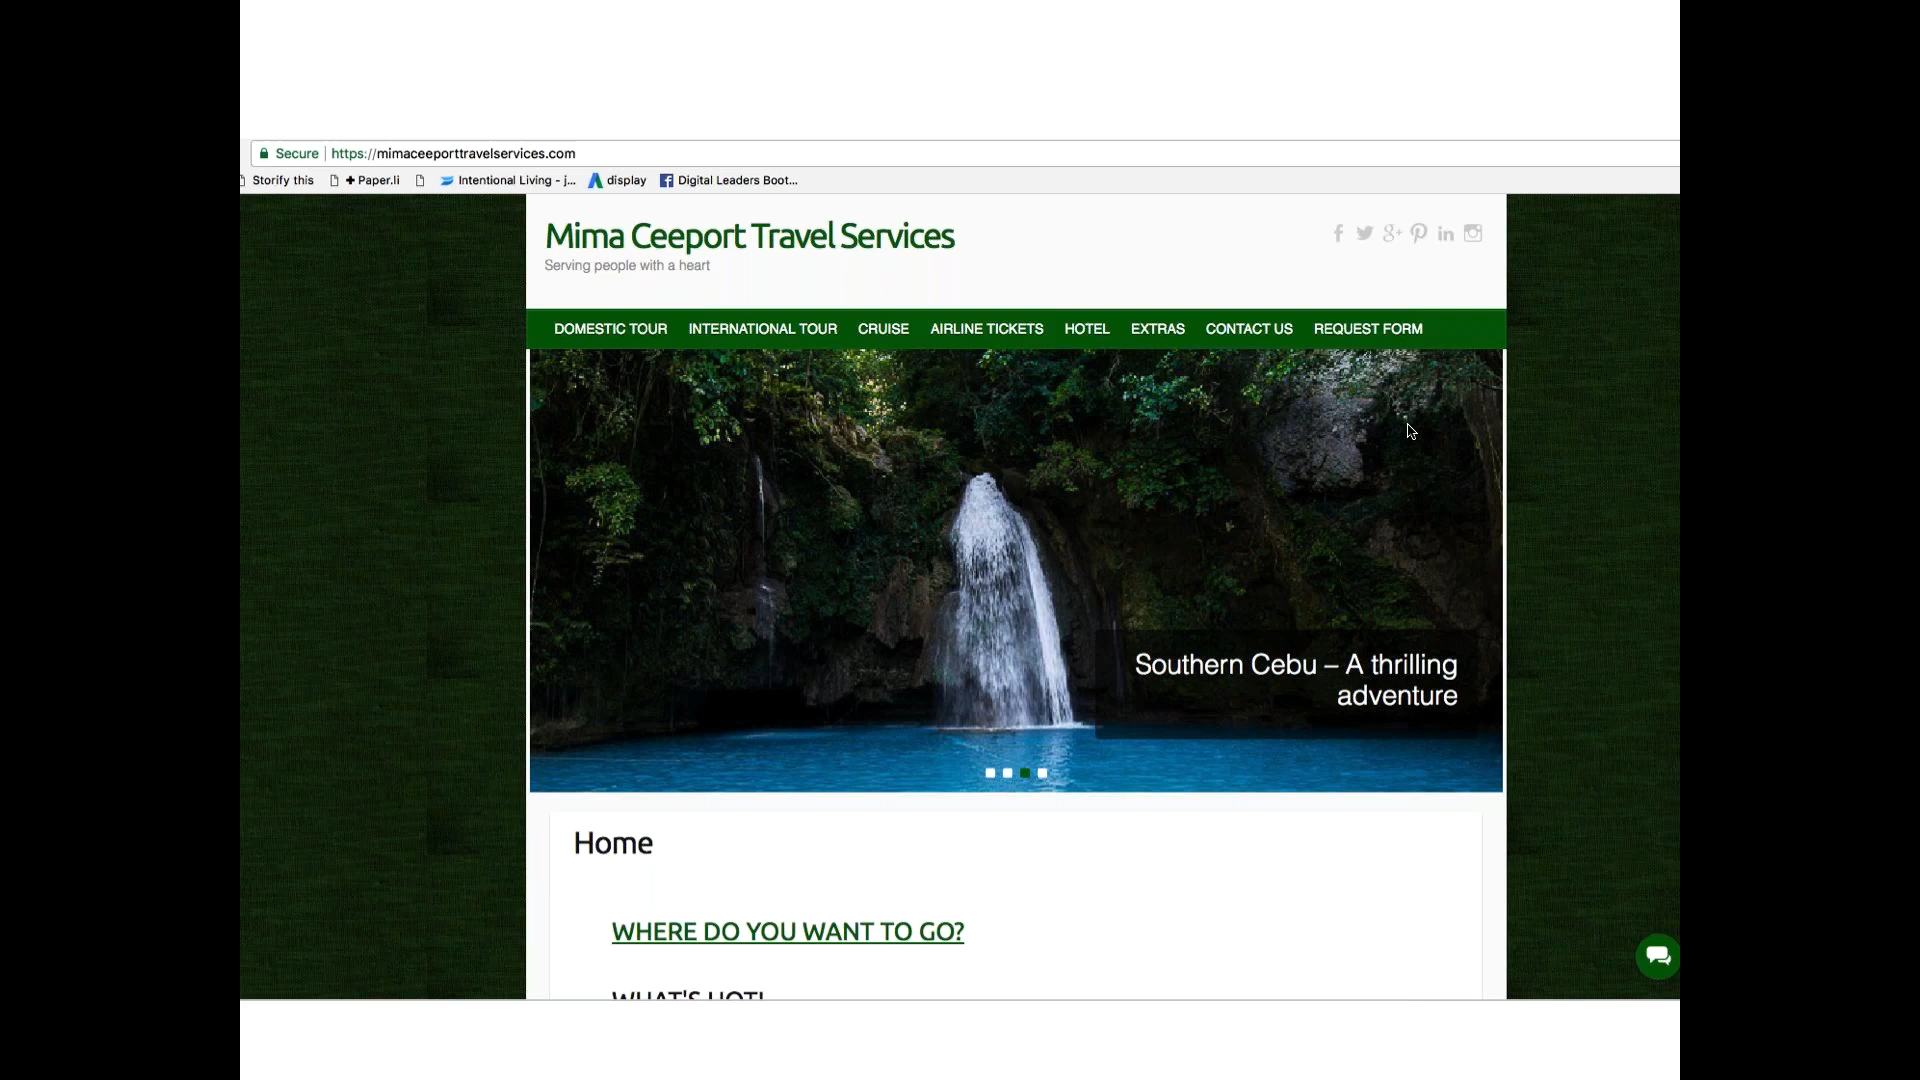 Secure https://mimaceeporttravelservices.com
Storify this ✚ Paper.li Intentional Living - j... display Digital Leaders Boot...
Mima Ceeport Travel Services
Serving people with a heart
DOMESTIC TOUR INTERNATIONAL TOUR CRUISE AIRLINE TICKETS HOTEL EXTRAS CONTACT US REQUEST FORM
Southern Cebu – A thrilling
adventure
Home
WHERE DO YOU WANT TO GO?
WHAT'S HOT!